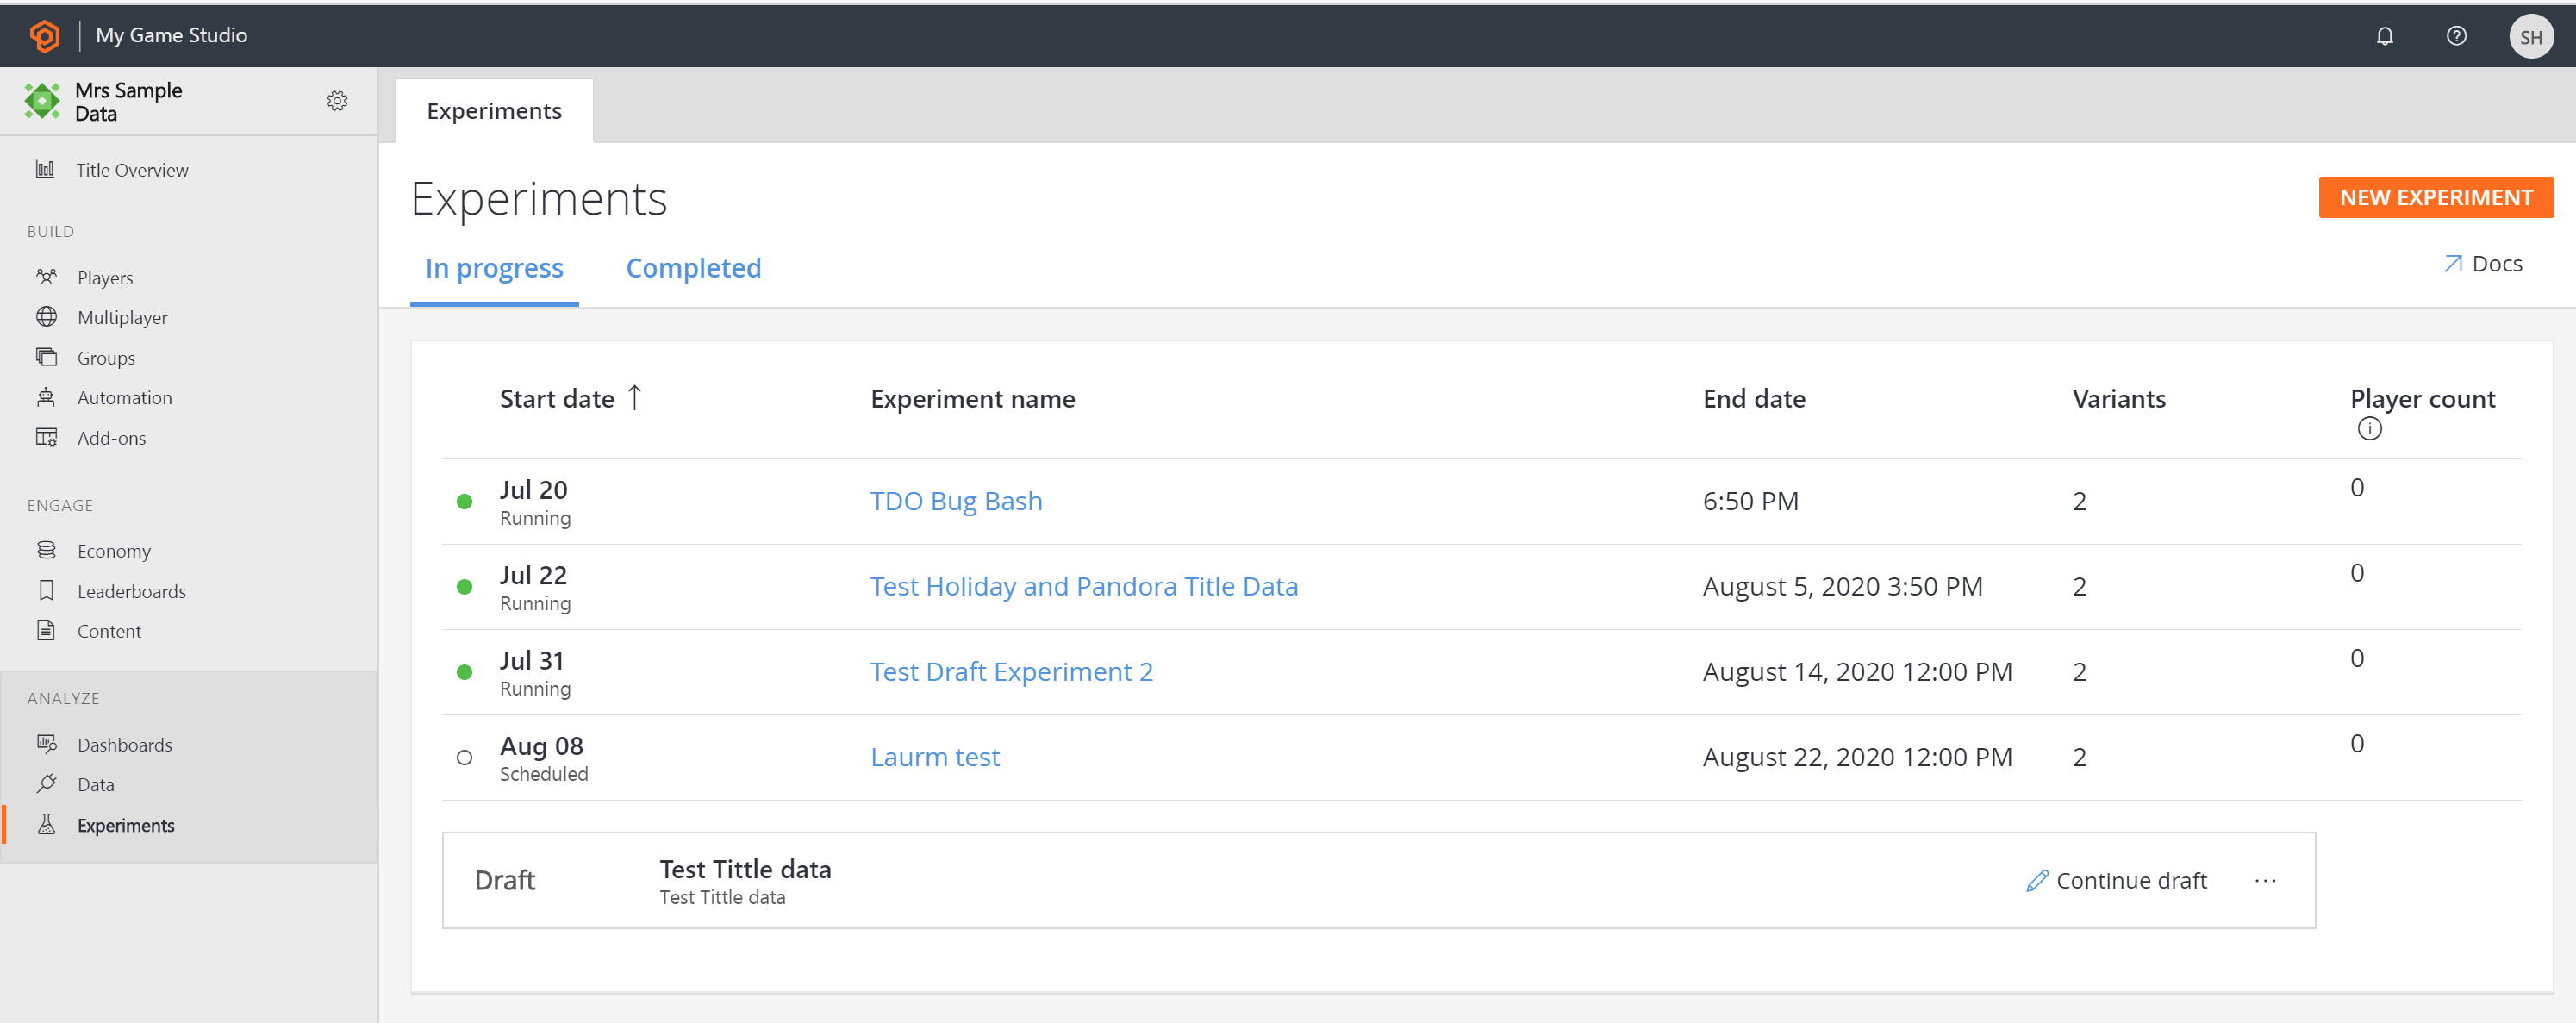 My Game Studio
SH
Mrs Sample
Data
Title Overview
BUILD
Players
Multiplayer
Groups
Automation
Add-ons
ENGAGE
Economy
Leaderboards
Content
ANALYZE
Dashboards
Data
Experiments
Experiments
Experiments
NEW EXPERIMENT
In progress Completed
Docs
Start date ↑ Experiment name End date Variants Player count
Jul 20 TDO Bug Bash 6:50 PM 2 0
Running
Jul 22 Test Holiday and Pandora Title Data August 5, 2020 3:50 PM 2 0
Running
Jul 31 Test Draft Experiment 2 August 14, 2020 12:00 PM 2 0
Running
Aug 08 Laurm test August 22, 2020 12:00 PM 2 0
Scheduled
Draft Test Tittle data Continue draft ...
Test Tittle data